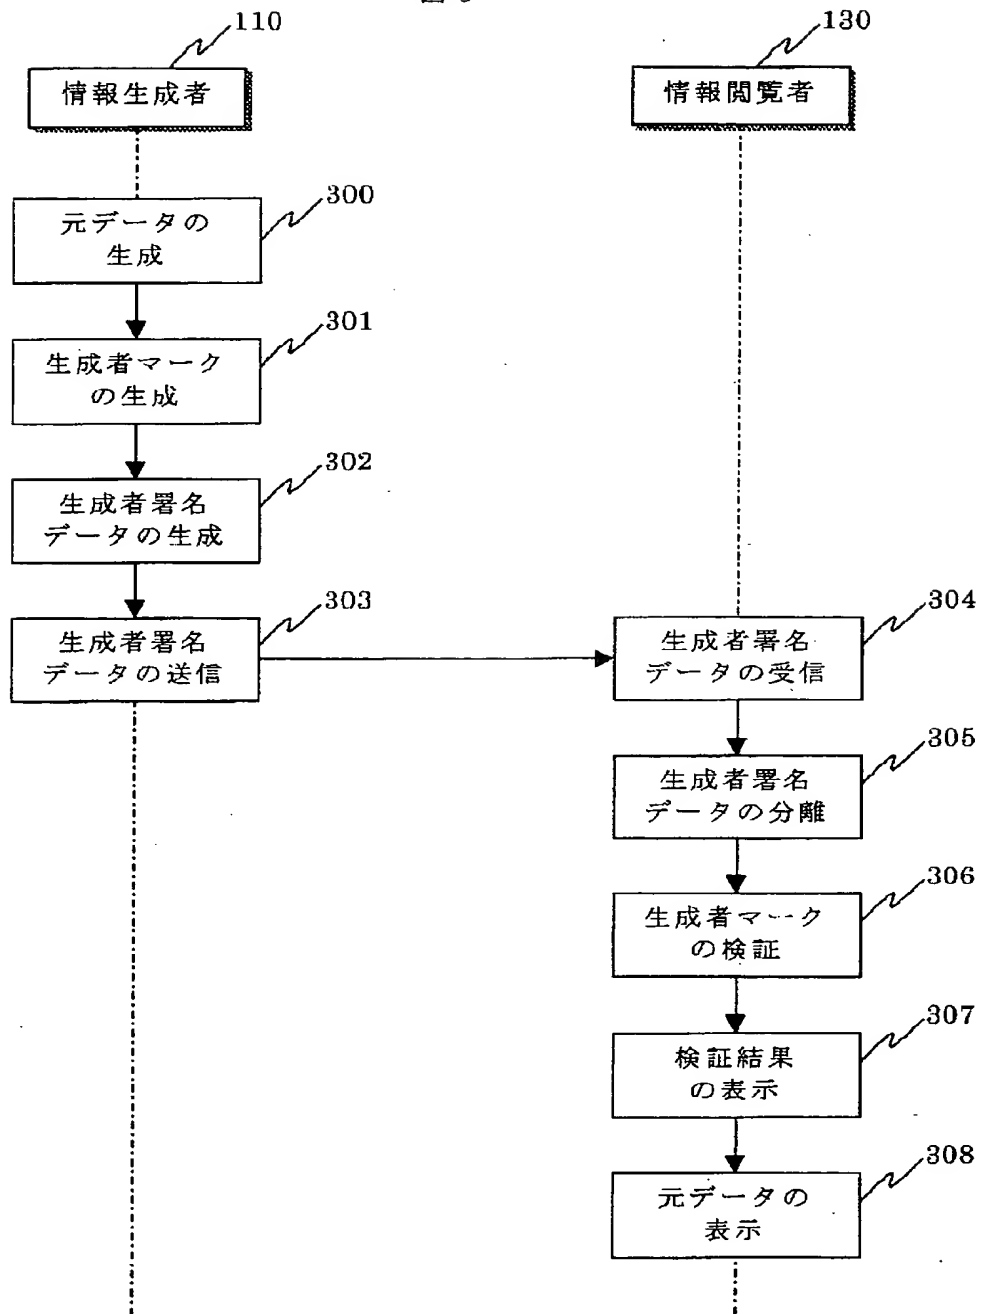 110
情報生成者
130
情報閲覧者
300
元データの
生成
301
生成者マーク
の生成
302
生成者署名
データの生成
303
生成者署名
データの送信
304
生成者署名
データの受信
305
生成者署名
データの分離
306
生成者マーク
の検証
307
検証結果
の表示
308
元データの
表示